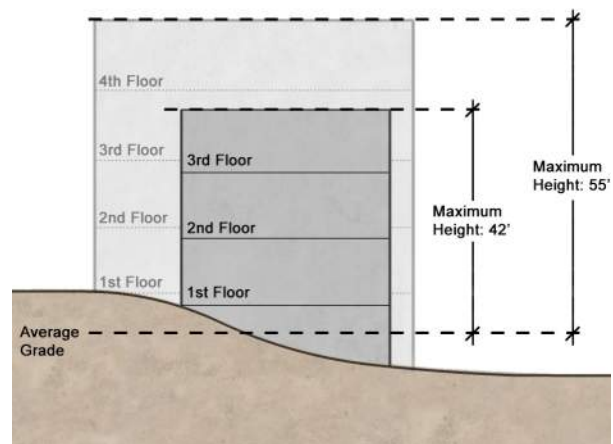 4th Floor
3rd Floor
3rd Floor
2nd Floor
2nd Floor
1st Floor
1st Floor
Average
Grade
Maximum
Height: 42'
Maximum
Height: 55'